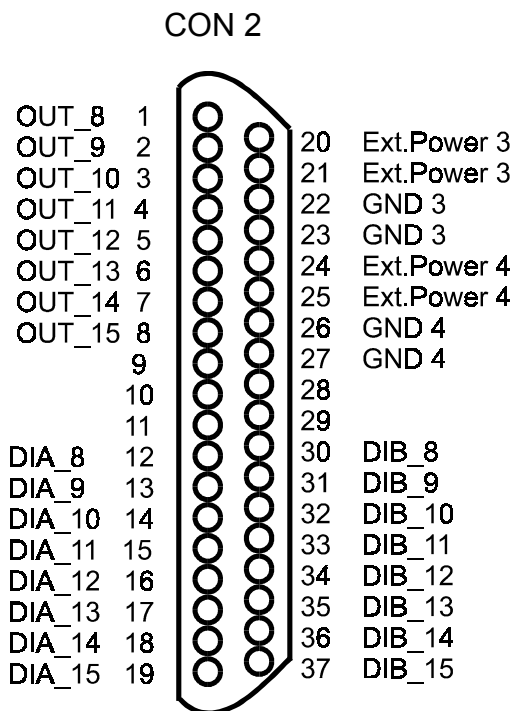 CON 2
OUT_8 1
OUT_9 2
OUT_10 3
OUT_11 4
OUT_12 5
OUT_13 6
OUT_14 7
OUT_15 8
9
10
11
DIA_8 12
DIA_9 13
DIA_10 14
DIA_11 15
DIA_12 16
DIA_13 17
DIA_14 18
DIA_15 19
20 Ext.Power 3
21 Ext.Power 3
22 GND 3
23 GND 3
24 Ext.Power 4
25 Ext.Power 4
26 GND 4
27 GND 4
28
29
30 DIB_8
31 DIB_9
32 DIB_10
33 DIB_11
34 DIB_12
35 DIB_13
36 DIB_14
37 DIB_15